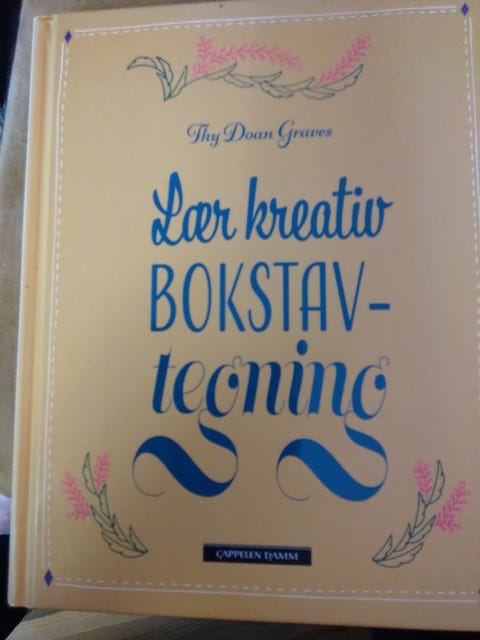 Thy Doan Graves
Lær kreativ
BOKSTAV-
tegning
CAPPELEN DAMM